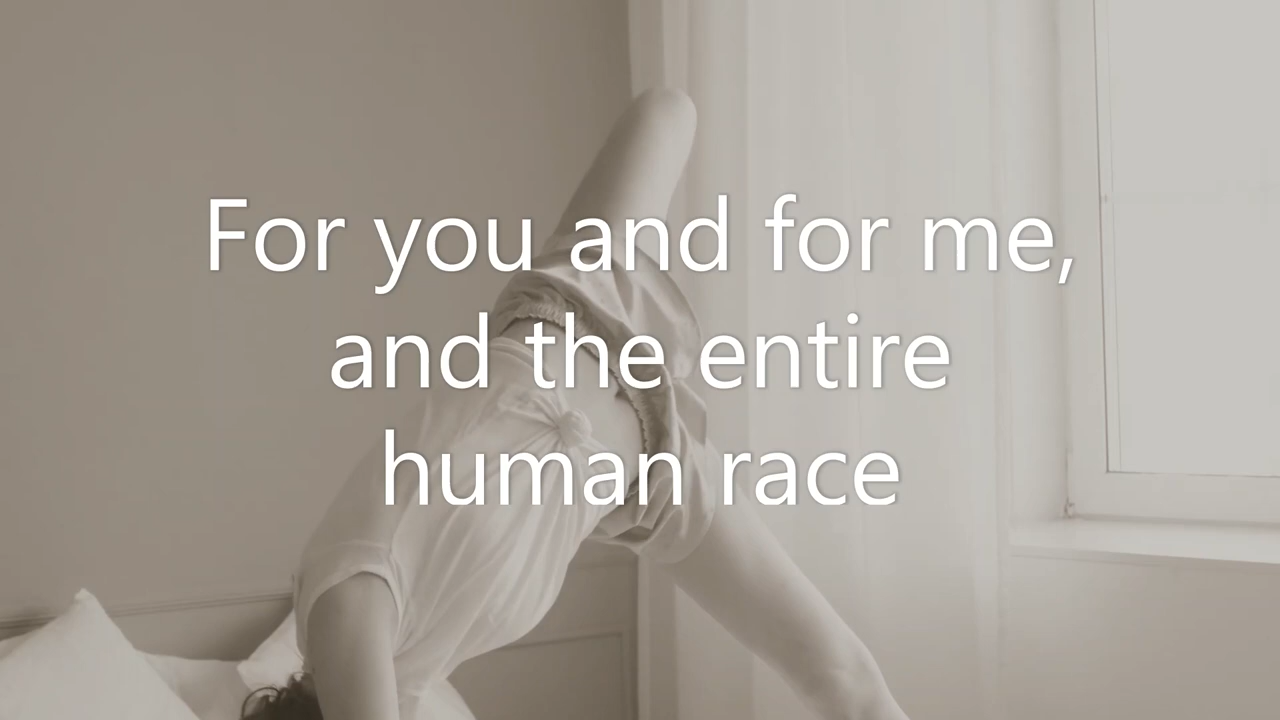 For you and for me,
and the entire
human race